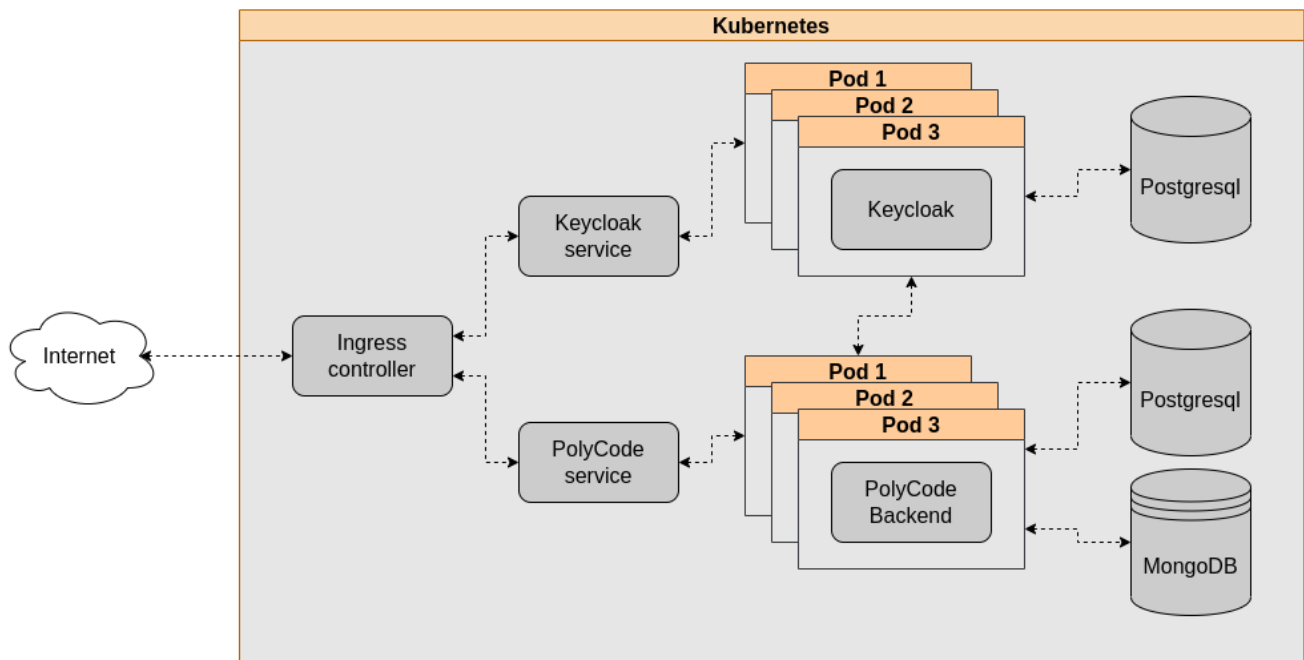 Kubernetes
Pod 1
Pod 2
Pod 3
Keycloak
Postgresql
Keycloak
service
Internet
Ingress
controller
Pod 1
Pod 2
Pod 3
PolyCode
Backend
Postgresql
PolyCode
service
MongoDB